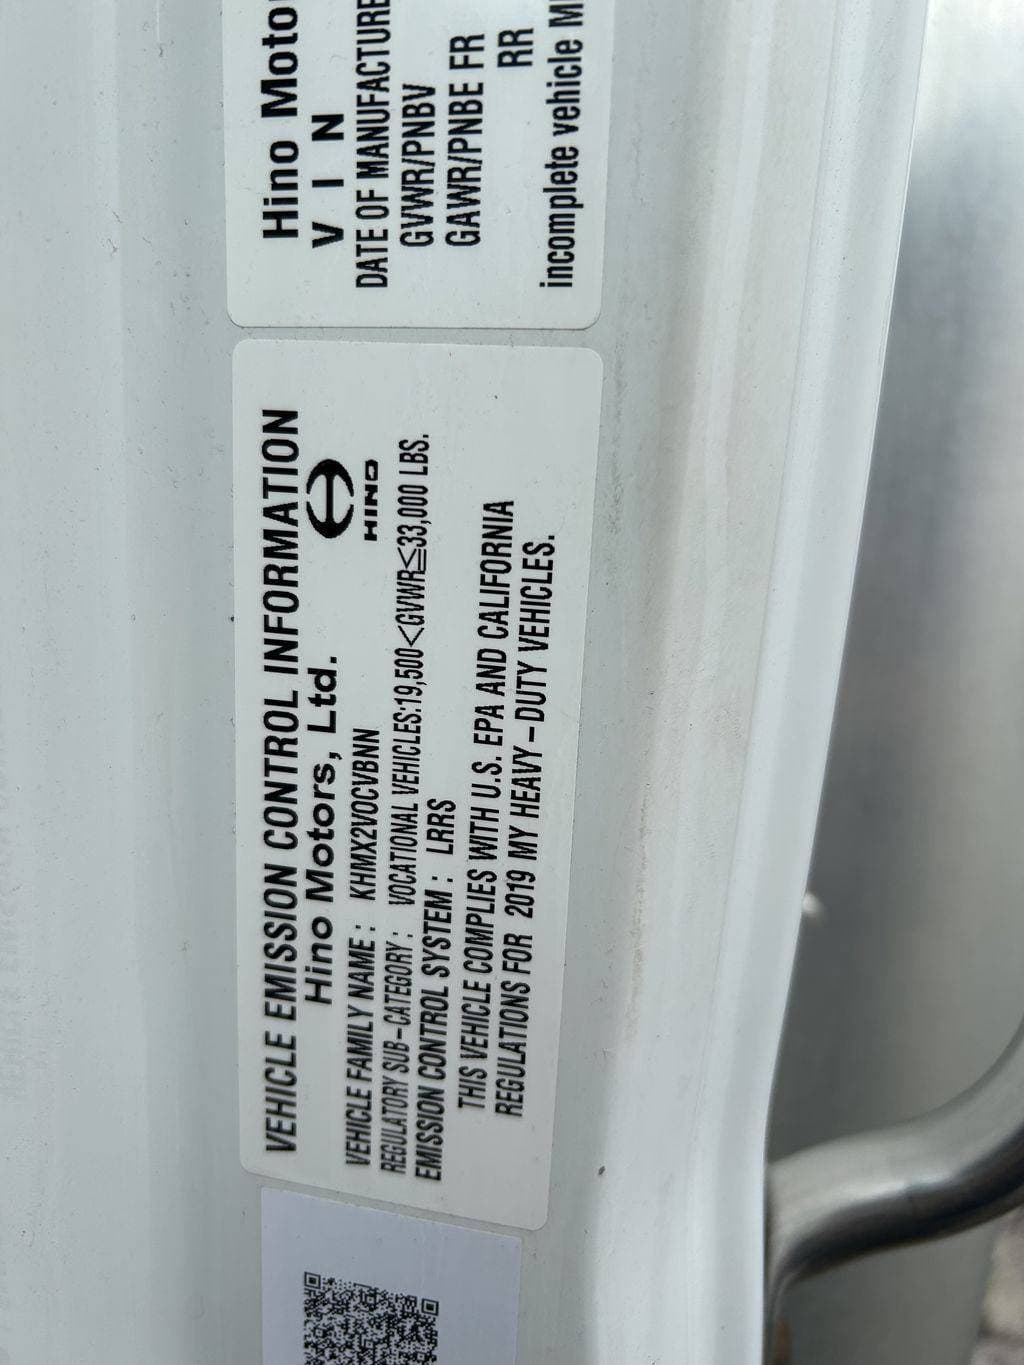 VEHICLE EMISSION CONTROL INFORMATION
Hino Motors, Ltd.
HINO
VEHICLE FAMILY NAME : KHMX2VOCVBNN
REGULATORY SUB-CATEGORY : VOCATIONAL VEHICLES:19,500<GVWR≦33,000 LBS.
EMISSION CONTROL SYSTEM : LRRS
THIS VEHICLE COMPLIES WITH U.S. EPA AND CALIFORNIA
REGULATIONS FOR 2019 MY HEAVY-DUTY VEHICLES.
Hino Moto
VIN
DATE OF MANUFACTURE
GVWR/PNBV
GAWR/PNBE FR
RR
incomplete vehicle M